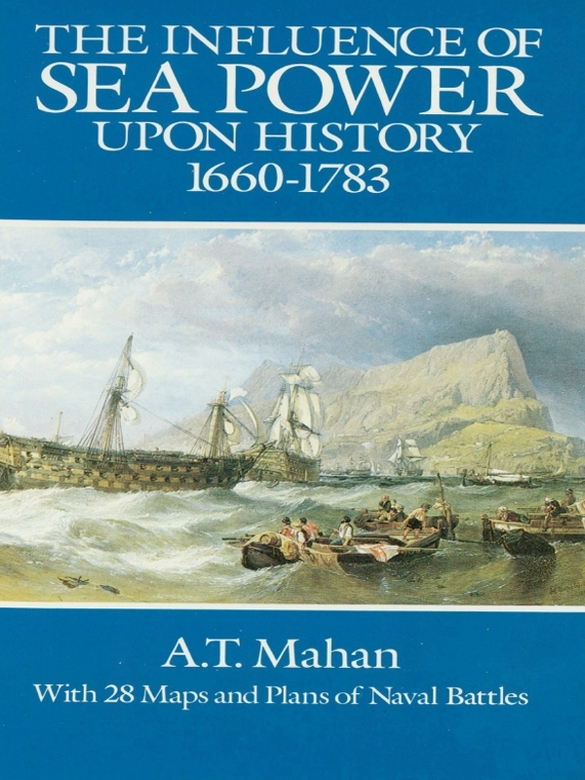 THE INFLUENCE OF
SEA POWER
UPON HISTORY
1660-1783
A.T. Mahan
With 28 Maps and Plans of Naval Battles